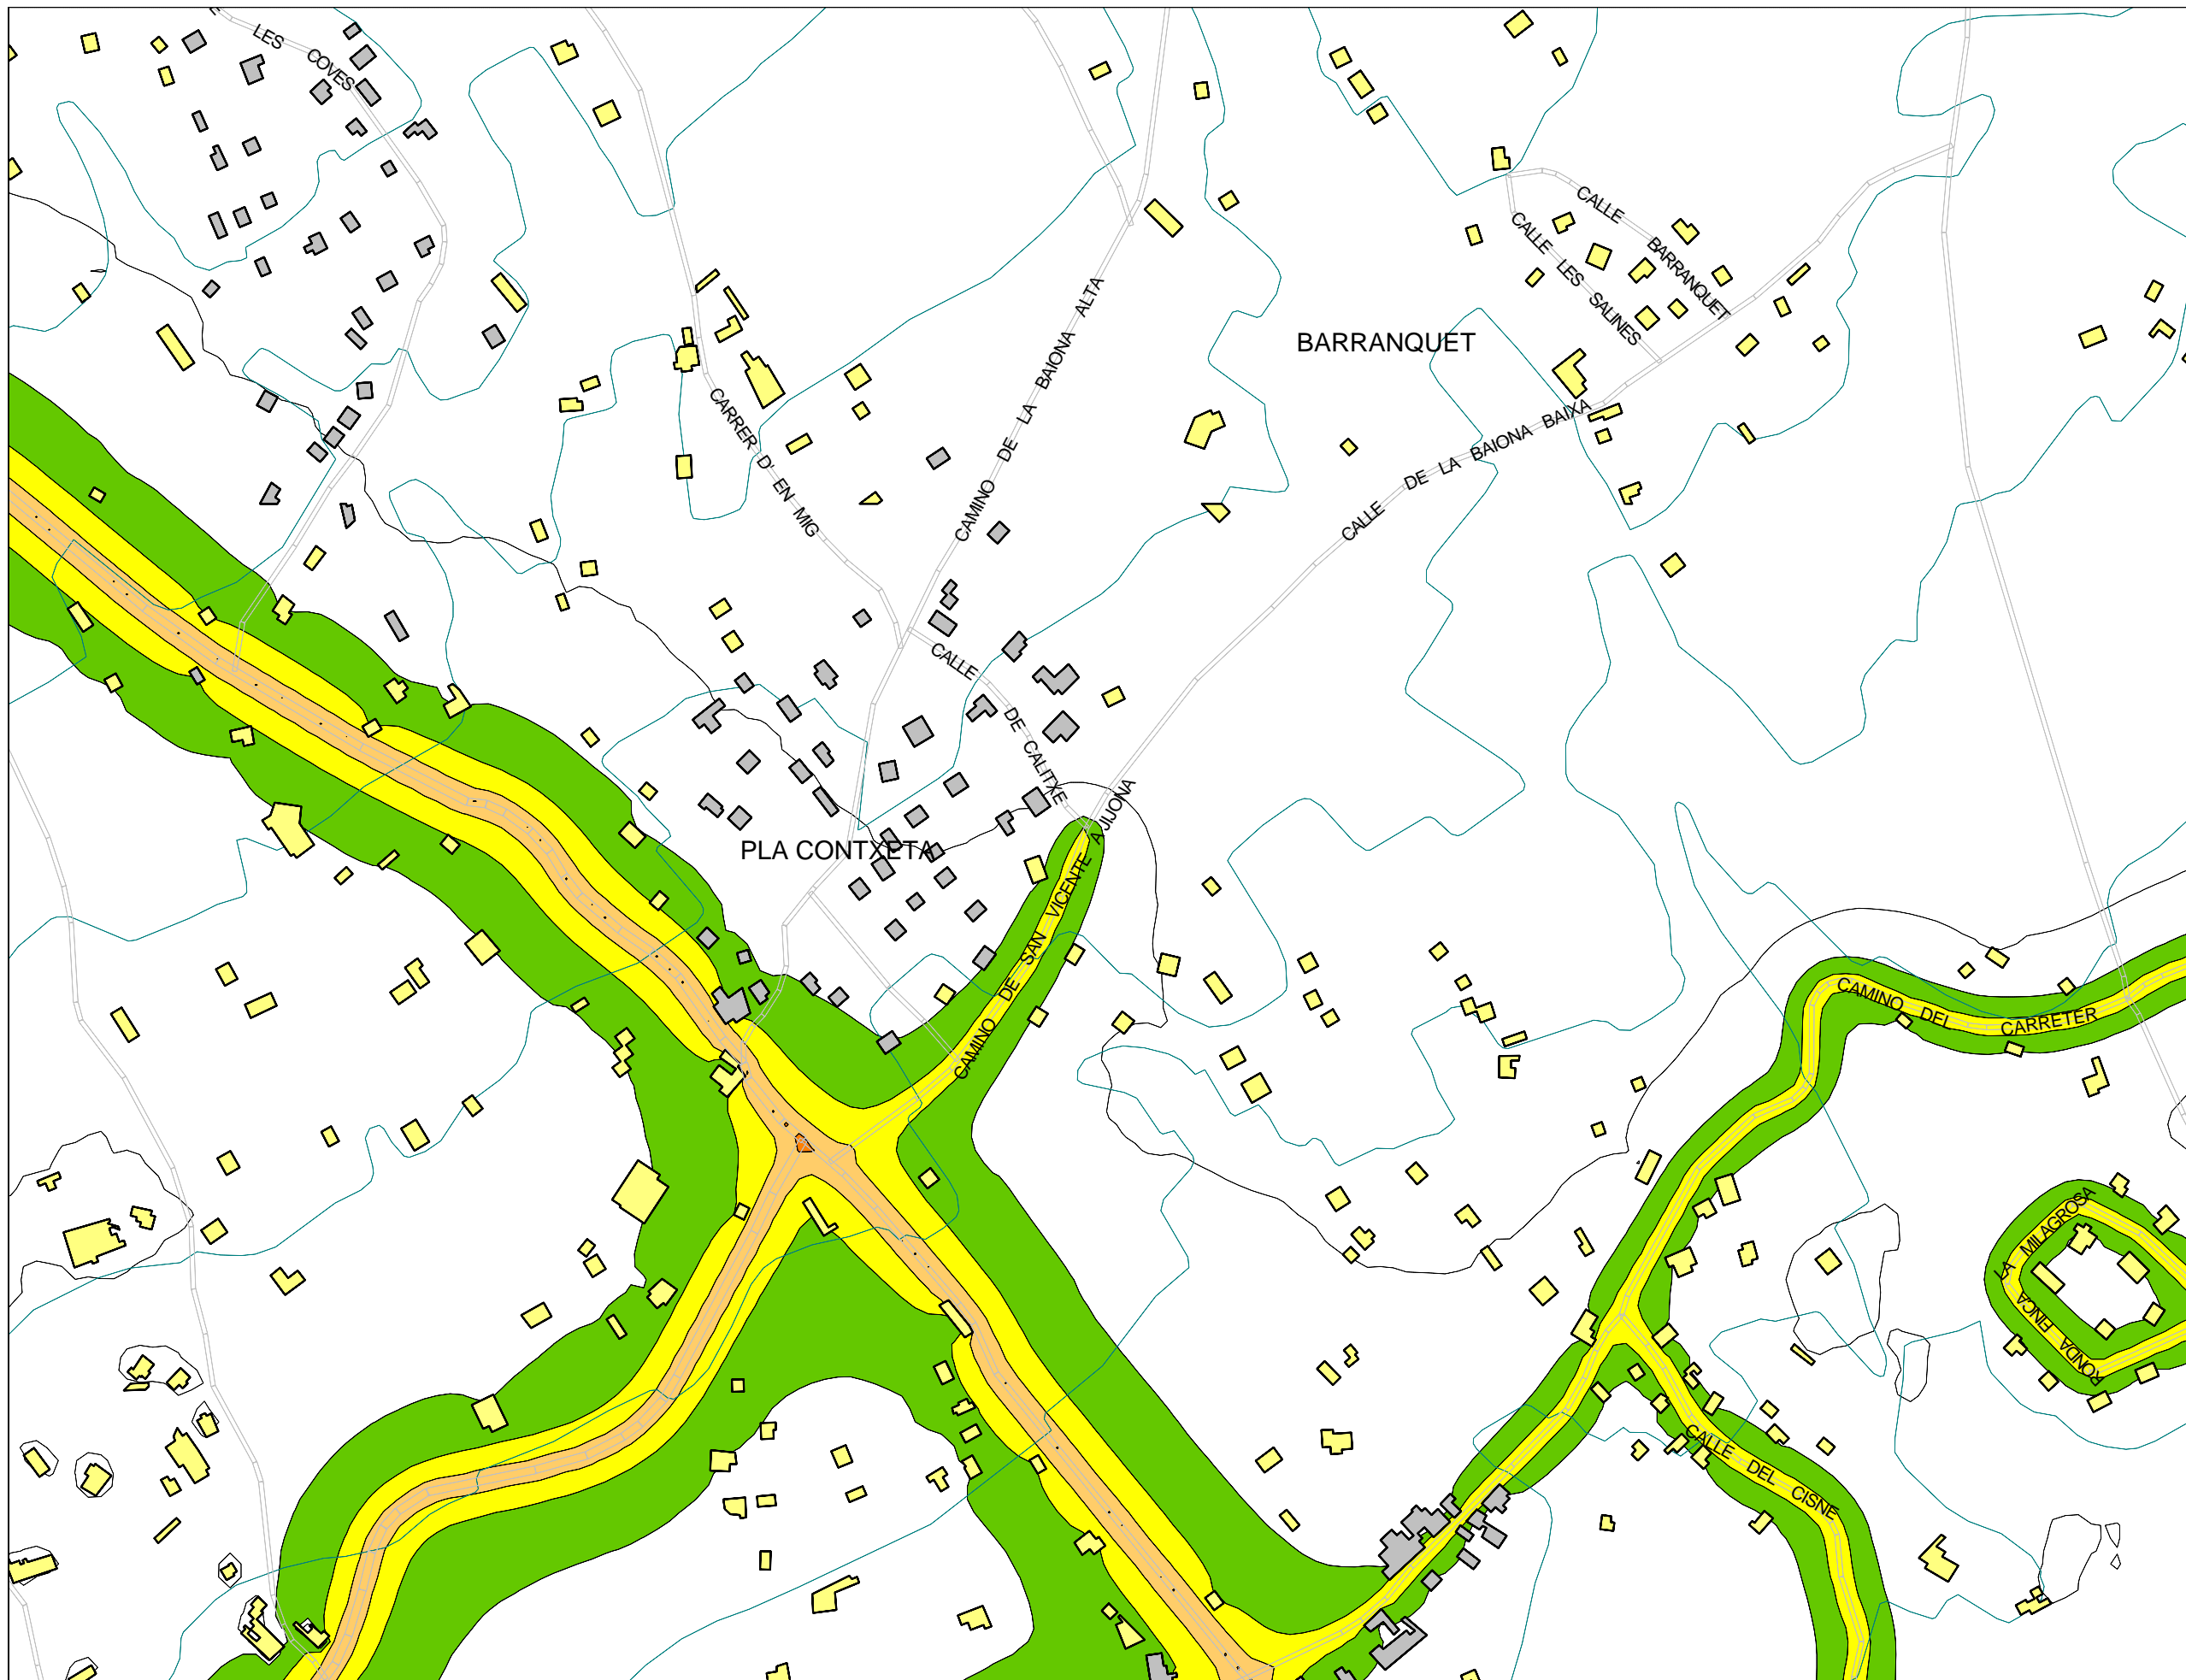 LES COVES
CALLE BARRANQUET
CALLE LES SALINES
BARRANQUET
CAMINO DE LA BAIONA ALTA
CARRER D' EN MIG
CALLE DE LA BAIONA BAIXA
CALLE DE CALITXE
PLA CONTXETA
CAMINO DE SAN VICENTE A JIJONA
CAMINO DEL CARRETER
RONDA FINCA LA MILAGROSA
CALLE DEL CISNE